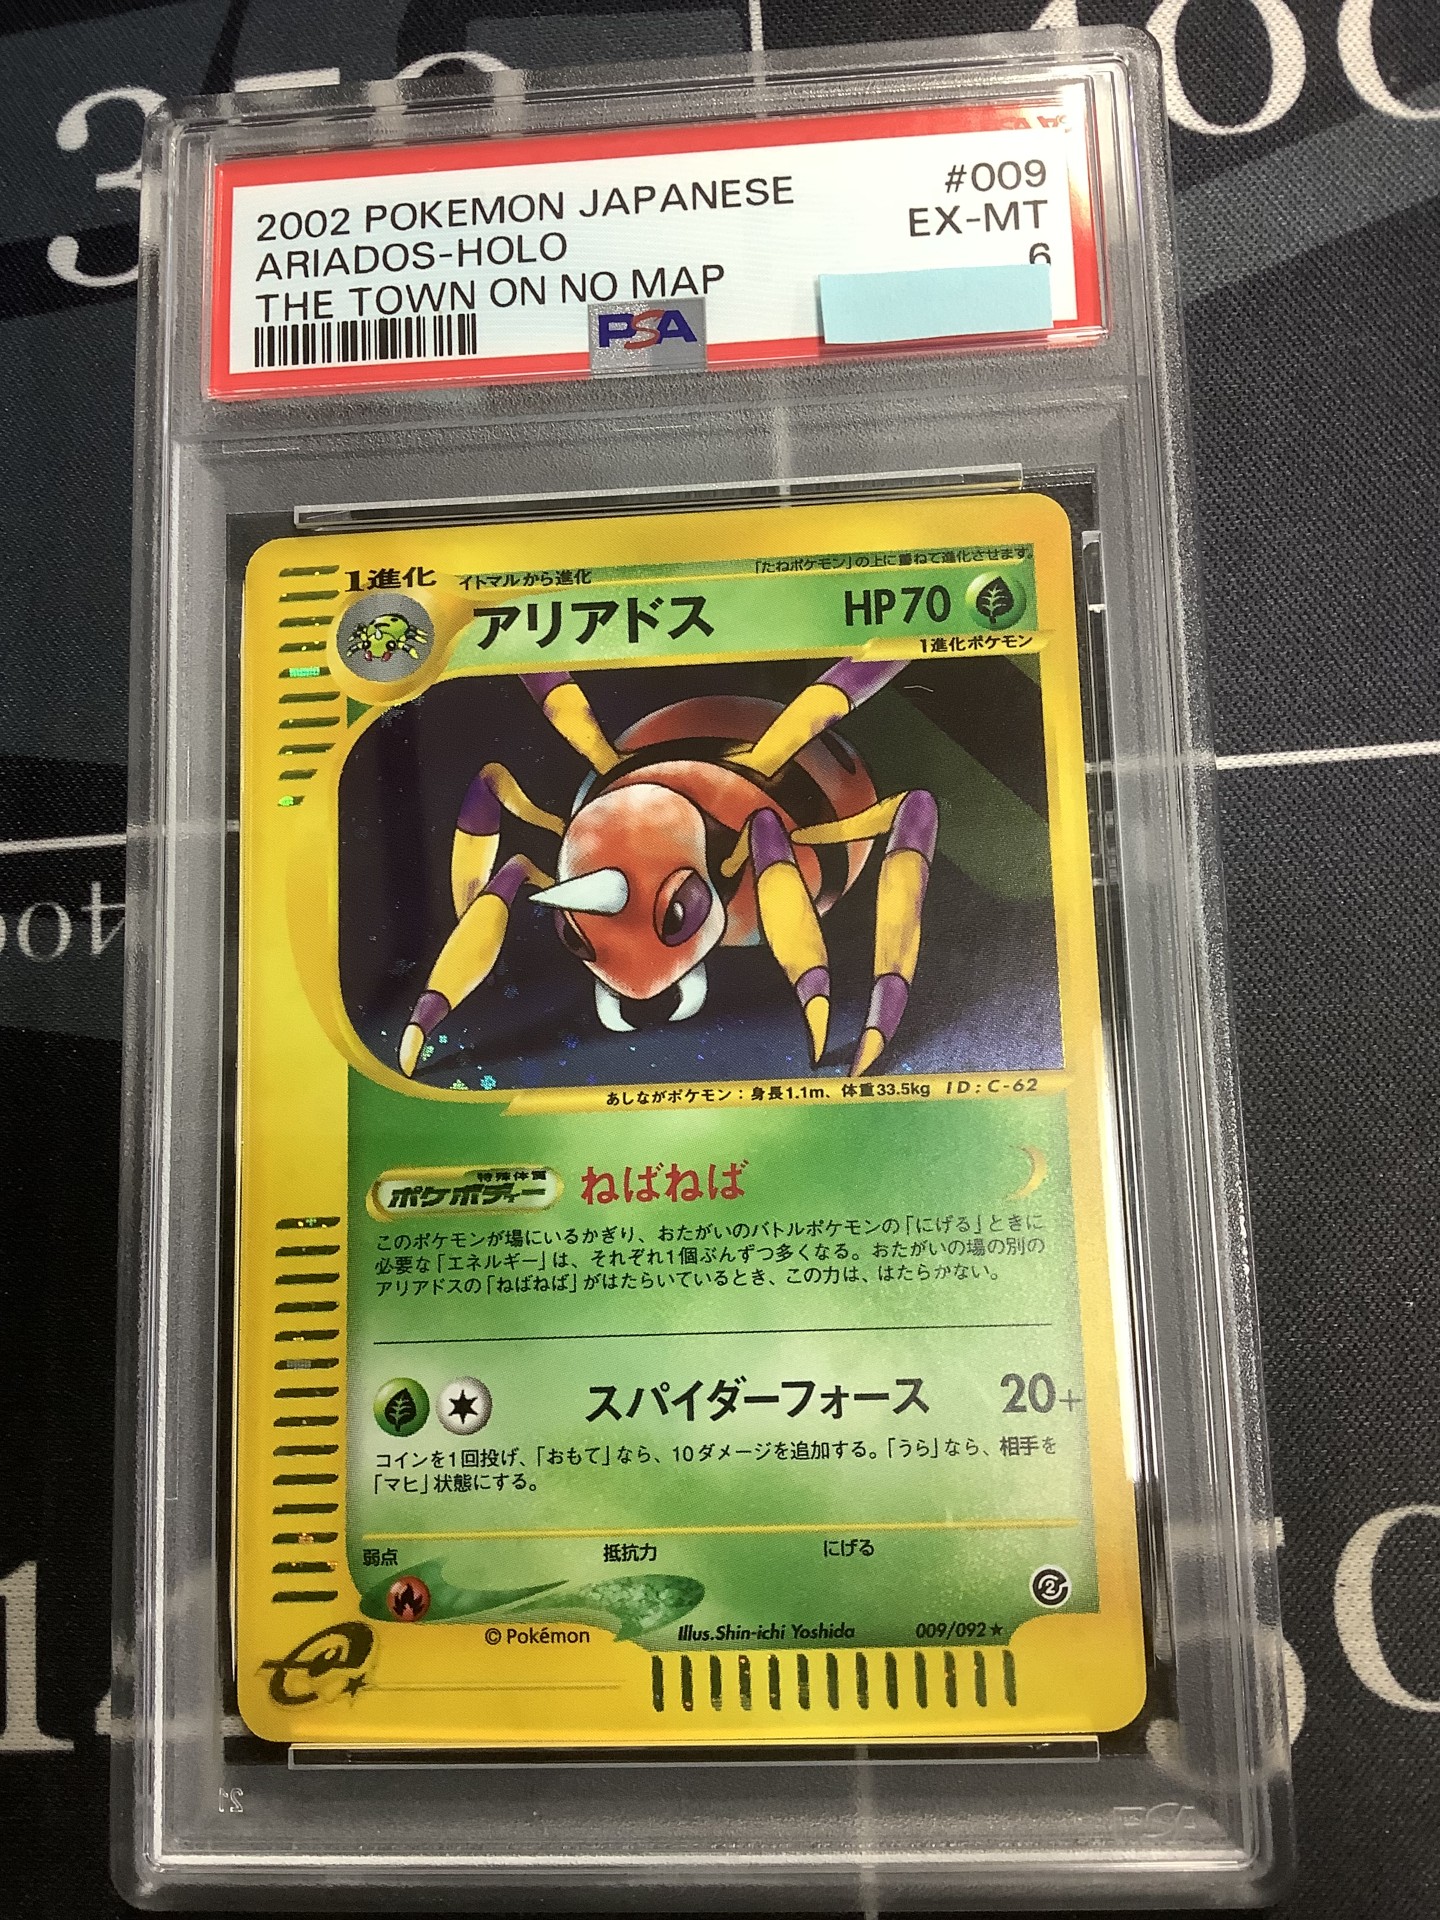 350
400
2002 POKEMON JAPANESE
#009
ARIADOS-HOLO
EX-MT
THE TOWN ON NO MAP
6
PSA
1進化
イトマルから進化
「たねポケモン」の上に重ねて進化させます。
アリアドス
HP70
1進化ポケモン
あしながポケモン:身長1.1m、体重33.5kg ID:C-62
特殊体質
ポケボディー
ねばねば
このポケモンが場にいるかぎり、おたがいのバトルポケモンの「にげる」ときに
必要な「エネルギー」は、それぞれ1個ぶんずつ多くなる。おたがいの場の別の
アリアドスの「ねばねば」がはたらいているとき、この力は、はたらかない。
スパイダーフォース
20+
コインを1回投げ、「おもて」なら、10ダメージを追加する。「うら」なら、相手を
「マヒ」状態にする。
弱点
抵抗力
にげる
2
© Pokémon
Illus.Shin-ichi Yoshida
009/092★
e
PSA